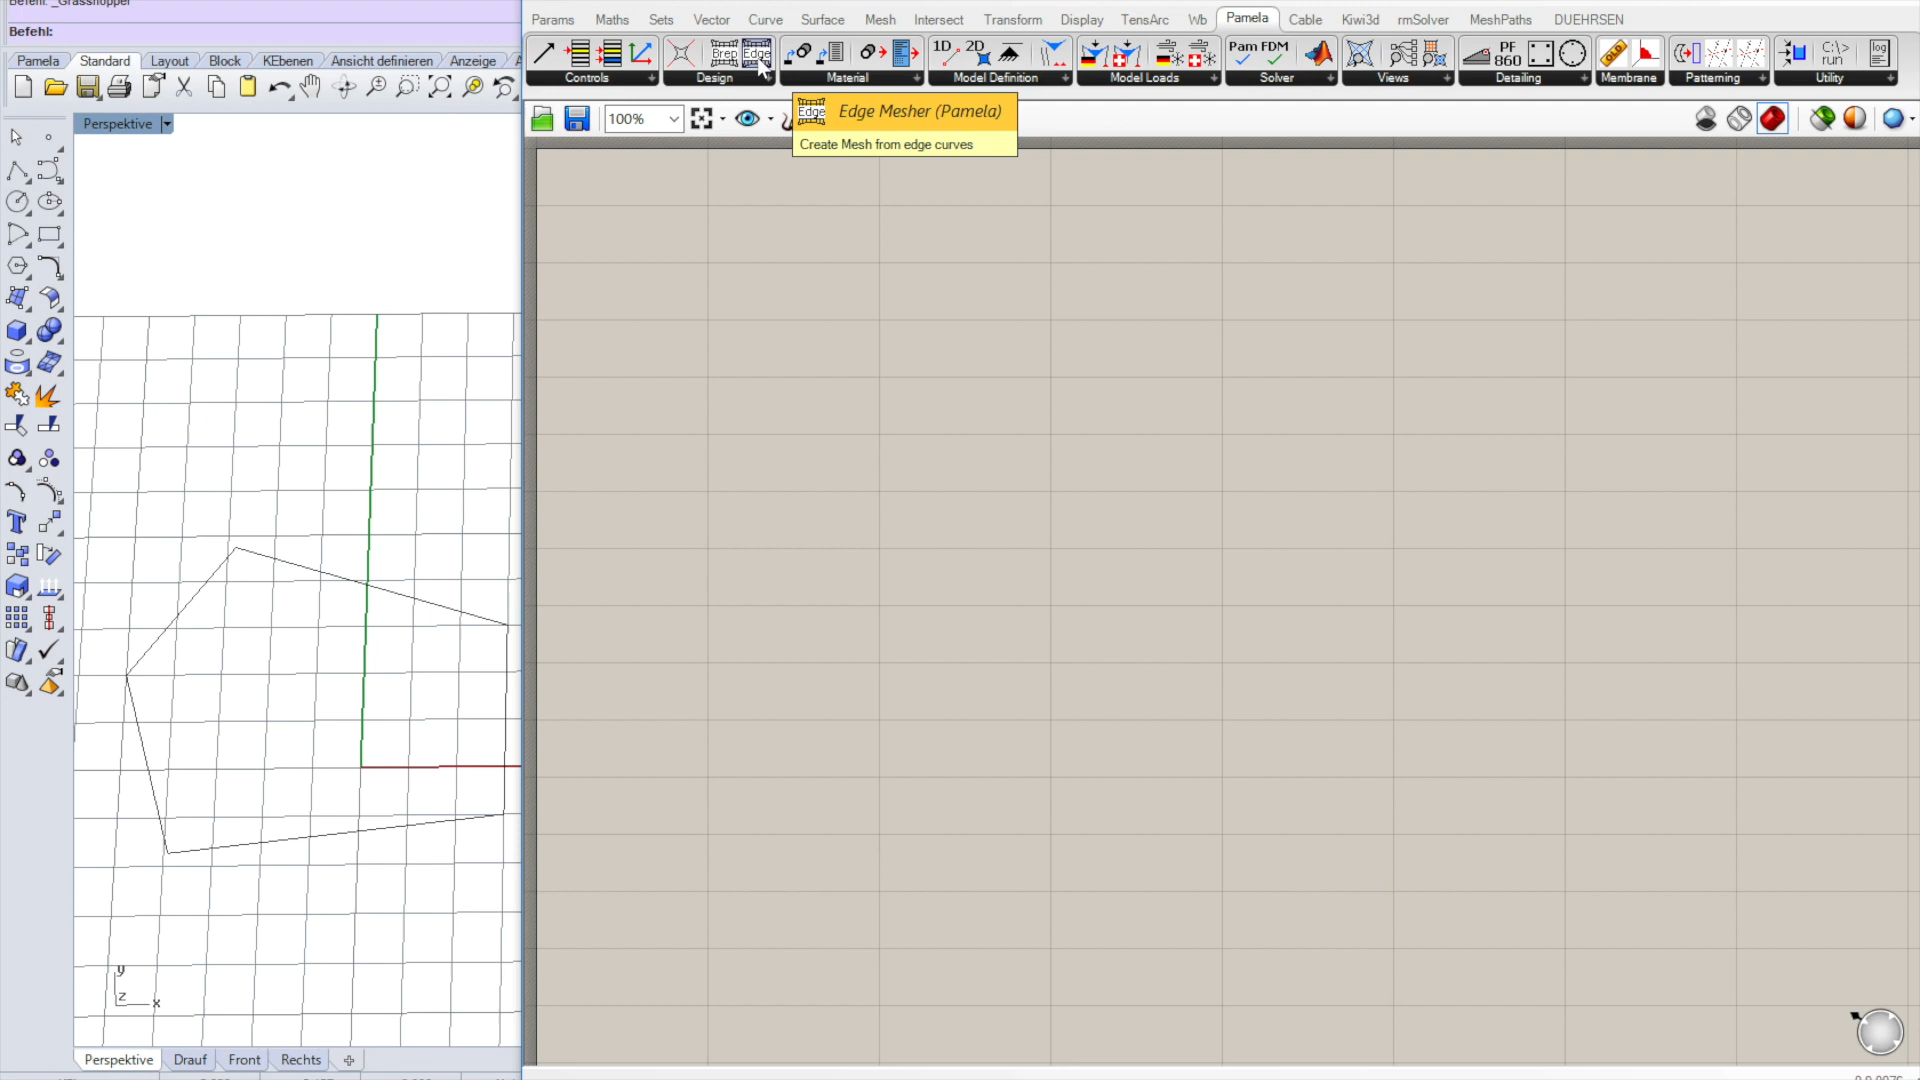 Befehl: _Grasshopper
Befehl:
Pamela Standard Layout Block KEbenen Ansicht definieren Anzeige
Perspektive
Params Maths Sets Vector Curve Surface Mesh Intersect Transform Display TensArc Wb Pamela Cable Kiwi3d rmSolver MeshPaths DUEHRSEN
Brep Edge 1D 2D Pam FDM PF 860 C:\> run log
Controls Design Material Model Definition Model Loads Solver Views Detailing Membrane Patterning Utility
100%
Edge Edge Mesher (Pamela)
Create Mesh from edge curves
y
z x
Perspektive Drauf Front Rechts